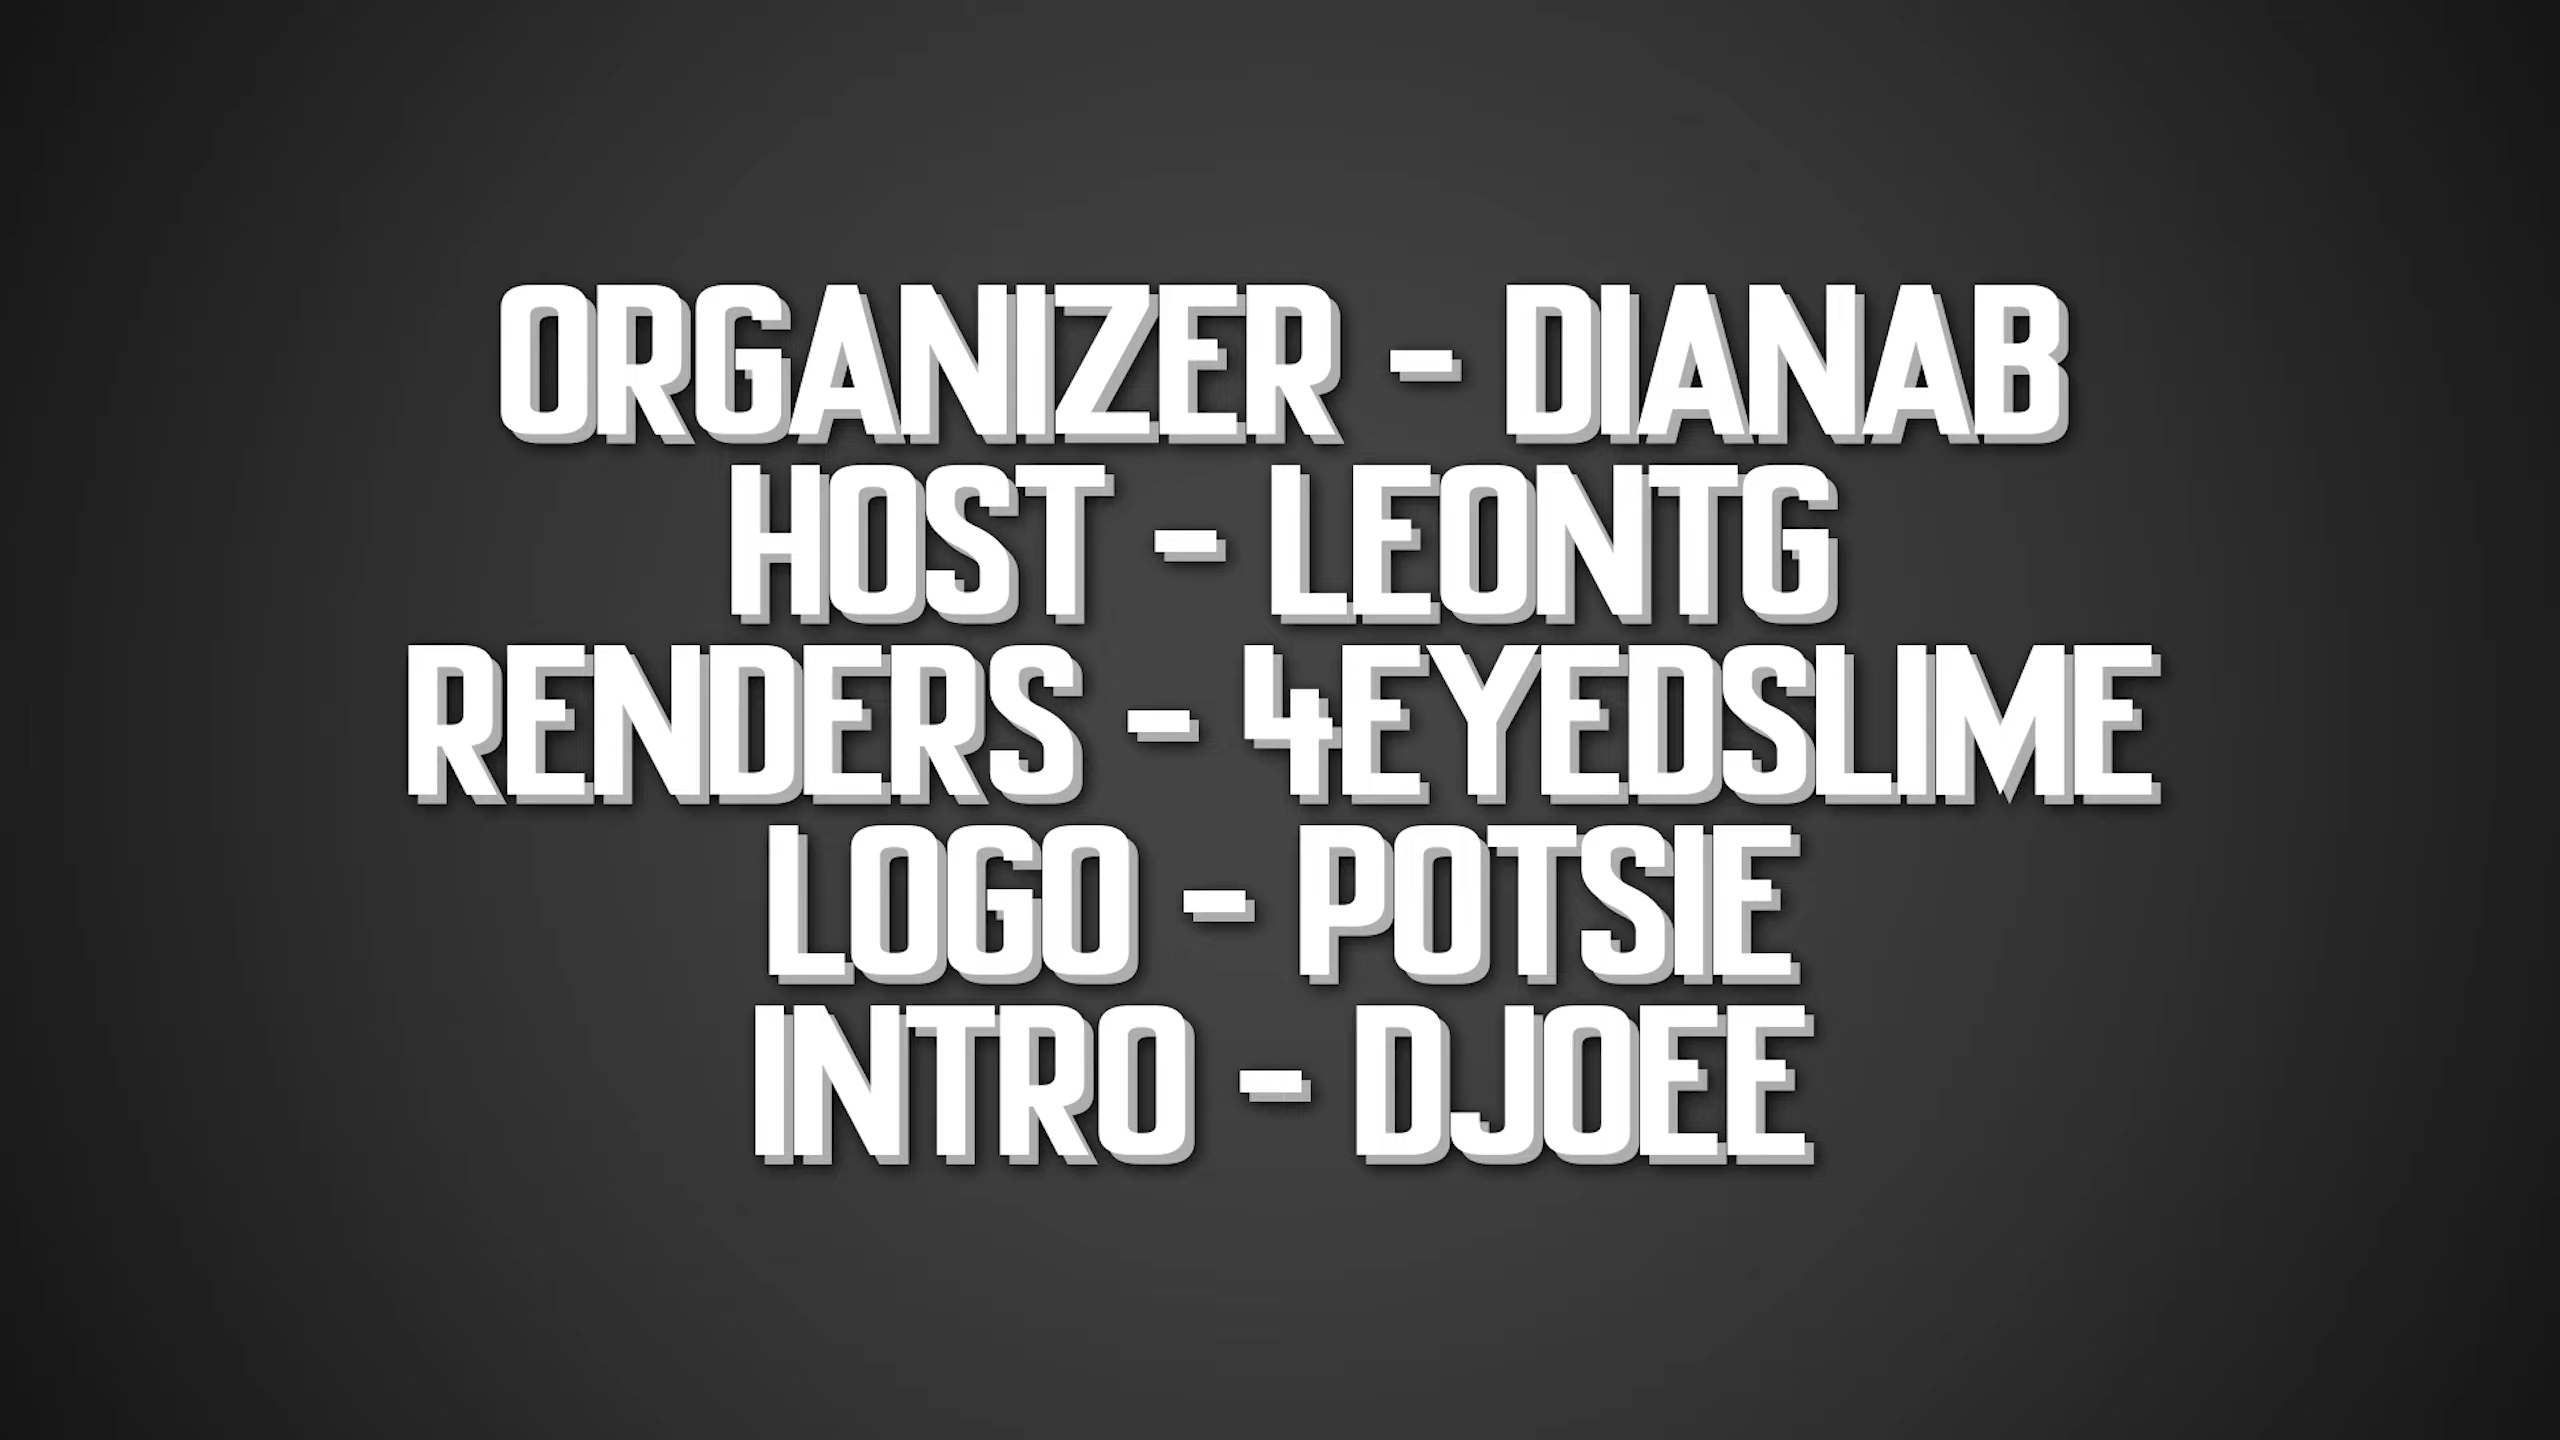 ORGANIZER - DIANAB
HOST - LEONTG
RENDERS - 4EYEDSLIME
LOGO - POTSIE
INTRO - DJOEE